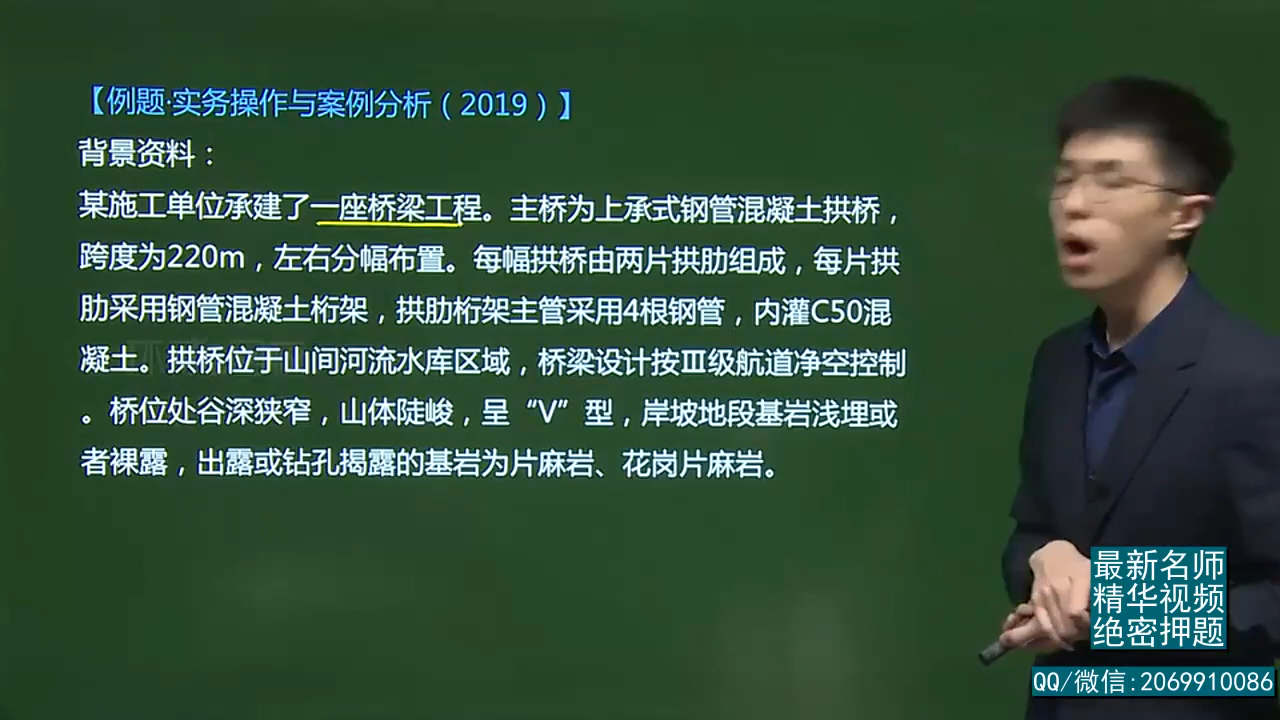 【例题·实务操作与案例分析（2019）】
背景资料：
某施工单位承建了一座桥梁工程。主桥为上承式钢管混凝土拱桥，
跨度为220m，左右分幅布置。每幅拱桥由两片拱肋组成，每片拱
肋采用钢管混凝土桁架，拱肋桁架主管采用4根钢管，内灌C50混
凝土。拱桥位于山间河流水库区域，桥梁设计按Ⅲ级航道净空控制
。桥位处谷深狭窄，山体陡峻，呈“V”型，岸坡地段基岩浅埋或
者裸露，出露或钻孔揭露的基岩为片麻岩、花岗片麻岩。
最新名师
精华视频
绝密押题
QQ/微信:2069910086